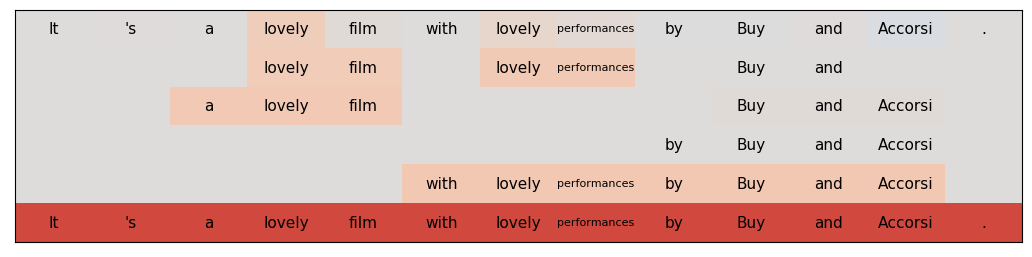 It 's a lovely film with lovely performances by Buy and Accorsi .
lovely film lovely performances Buy and
a lovely film Buy and Accorsi
by Buy and Accorsi
with lovely performances by Buy and Accorsi
It 's a lovely film with lovely performances by Buy and Accorsi .